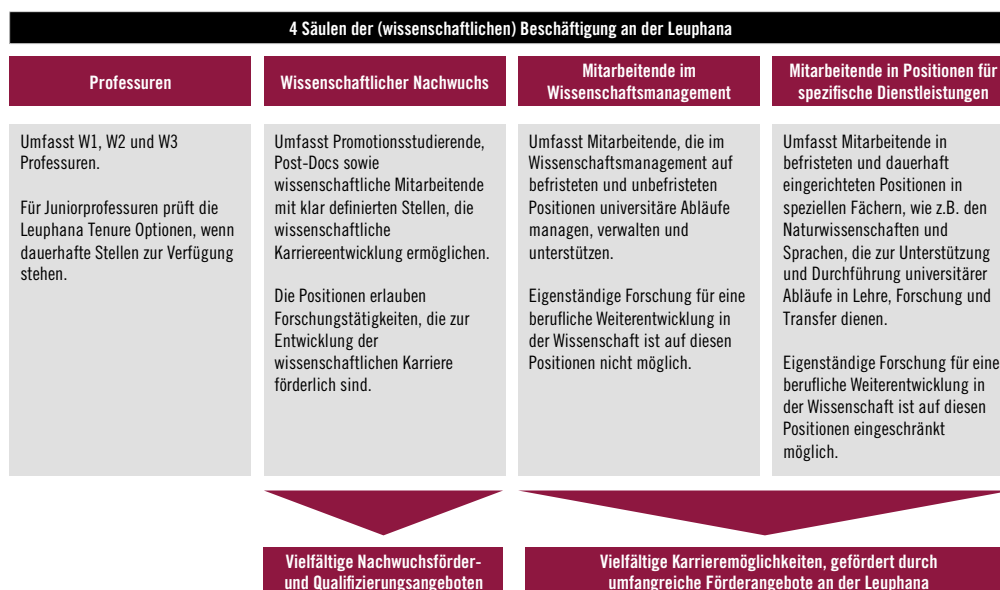 4 Säulen der (wissenschaftlichen) Beschäftigung an der Leuphana
Professuren
Umfasst W1, W2 und W3
Professuren.
Für Juniorprofessuren prüft die
Leuphana Tenure Optionen, wenn
dauerhafte Stellen zur Verfügung
stehen.
Wissenschaftlicher Nachwuchs
Umfasst Promotionsstudierende,
Post-Docs sowie
wissenschaftliche Mitarbeitende
mit klar definierten Stellen, die
wissenschaftliche
Karriereentwicklung ermöglichen.
Die Positionen erlauben
Forschungstätigkeiten, die zur
Entwicklung der
wissenschaftlichen Karriere
förderlich sind.
Mitarbeitende im
Wissenschaftsmanagement
Umfasst Mitarbeitende, die im
Wissenschaftsmanagement auf
befristeten und unbefristeten
Positionen universitäre Abläufe
managen, verwalten und
unterstützen.
Eigenständige Forschung für eine
berufliche Weiterentwicklung in
der Wissenschaft ist auf diesen
Positionen nicht möglich.
Mitarbeitende in Positionen für
spezifische Dienstleistungen
Umfasst Mitarbeitende in
befristeten und dauerhaft
eingerichteten Positionen in
speziellen Fächern, wie z.B. den
Naturwissenschaften und
Sprachen, die zur Unterstützung
und Durchführung universitärer
Abläufe in Lehre, Forschung und
Transfer dienen.
Eigenständige Forschung für eine
berufliche Weiterentwicklung in
der Wissenschaft ist auf diesen
Positionen eingeschränkt
möglich.
Vielfältige Nachwuchsförder-
und Qualifizierungsangeboten
Vielfältige Karrieremöglichkeiten, gefördert durch
umfangreiche Förderangebote an der Leuphana